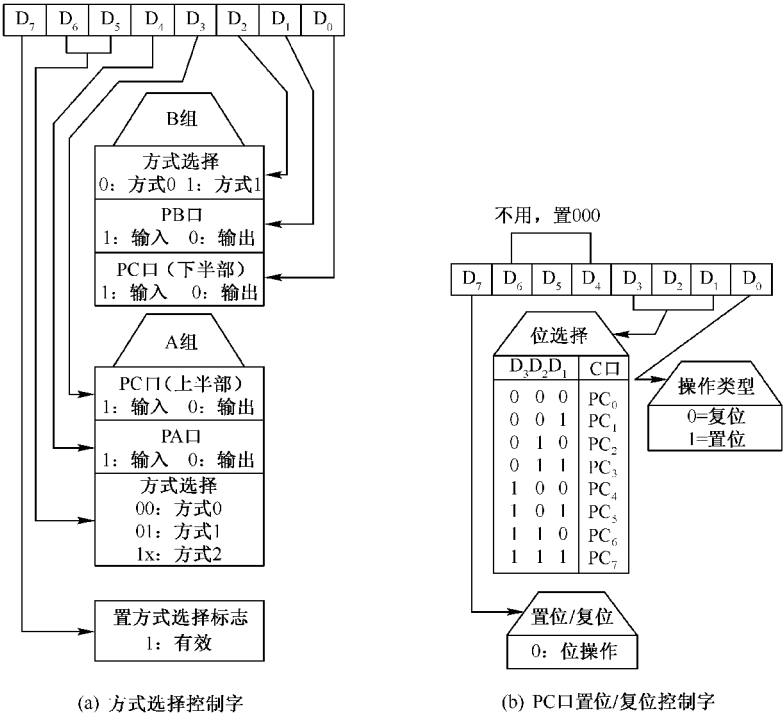 D7 D6 D5 D4 D3 D2 D1 D0
B组
方式选择
0：方式0 1：方式1
PB口
1：输入 0：输出
PC口（下半部）
1：输入 0：输出
A组
PC口（上半部）
1：输入 0：输出
PA口
1：输入 0：输出
方式选择
00：方式0
01：方式1
1x：方式2
置方式选择标志
1：有效
(a) 方式选择控制字
不用，置000
D7 D6 D5 D4 D3 D2 D1 D0
位选择
D3D2D1 C口
0 0 0 PC0
0 0 1 PC1
0 1 0 PC2
0 1 1 PC3
1 0 0 PC4
1 0 1 PC5
1 1 0 PC6
1 1 1 PC7
操作类型
0=复位
1=置位
置位/复位
0：位操作
(b) PC口置位/复位控制字